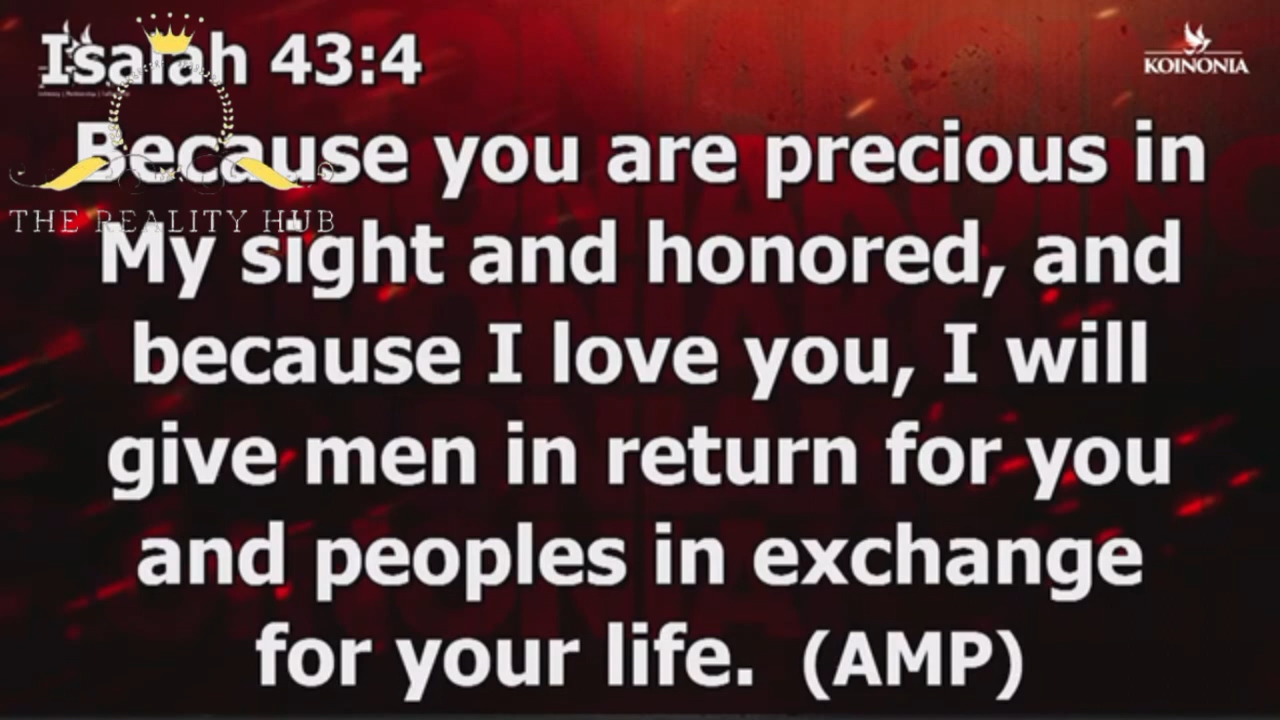 Isaiah 43:4
KOINONIA
Because you are precious in
THE REALITY HUB
My sight and honored, and
because I love you, I will
give men in return for you
and peoples in exchange
for your life. (AMP)